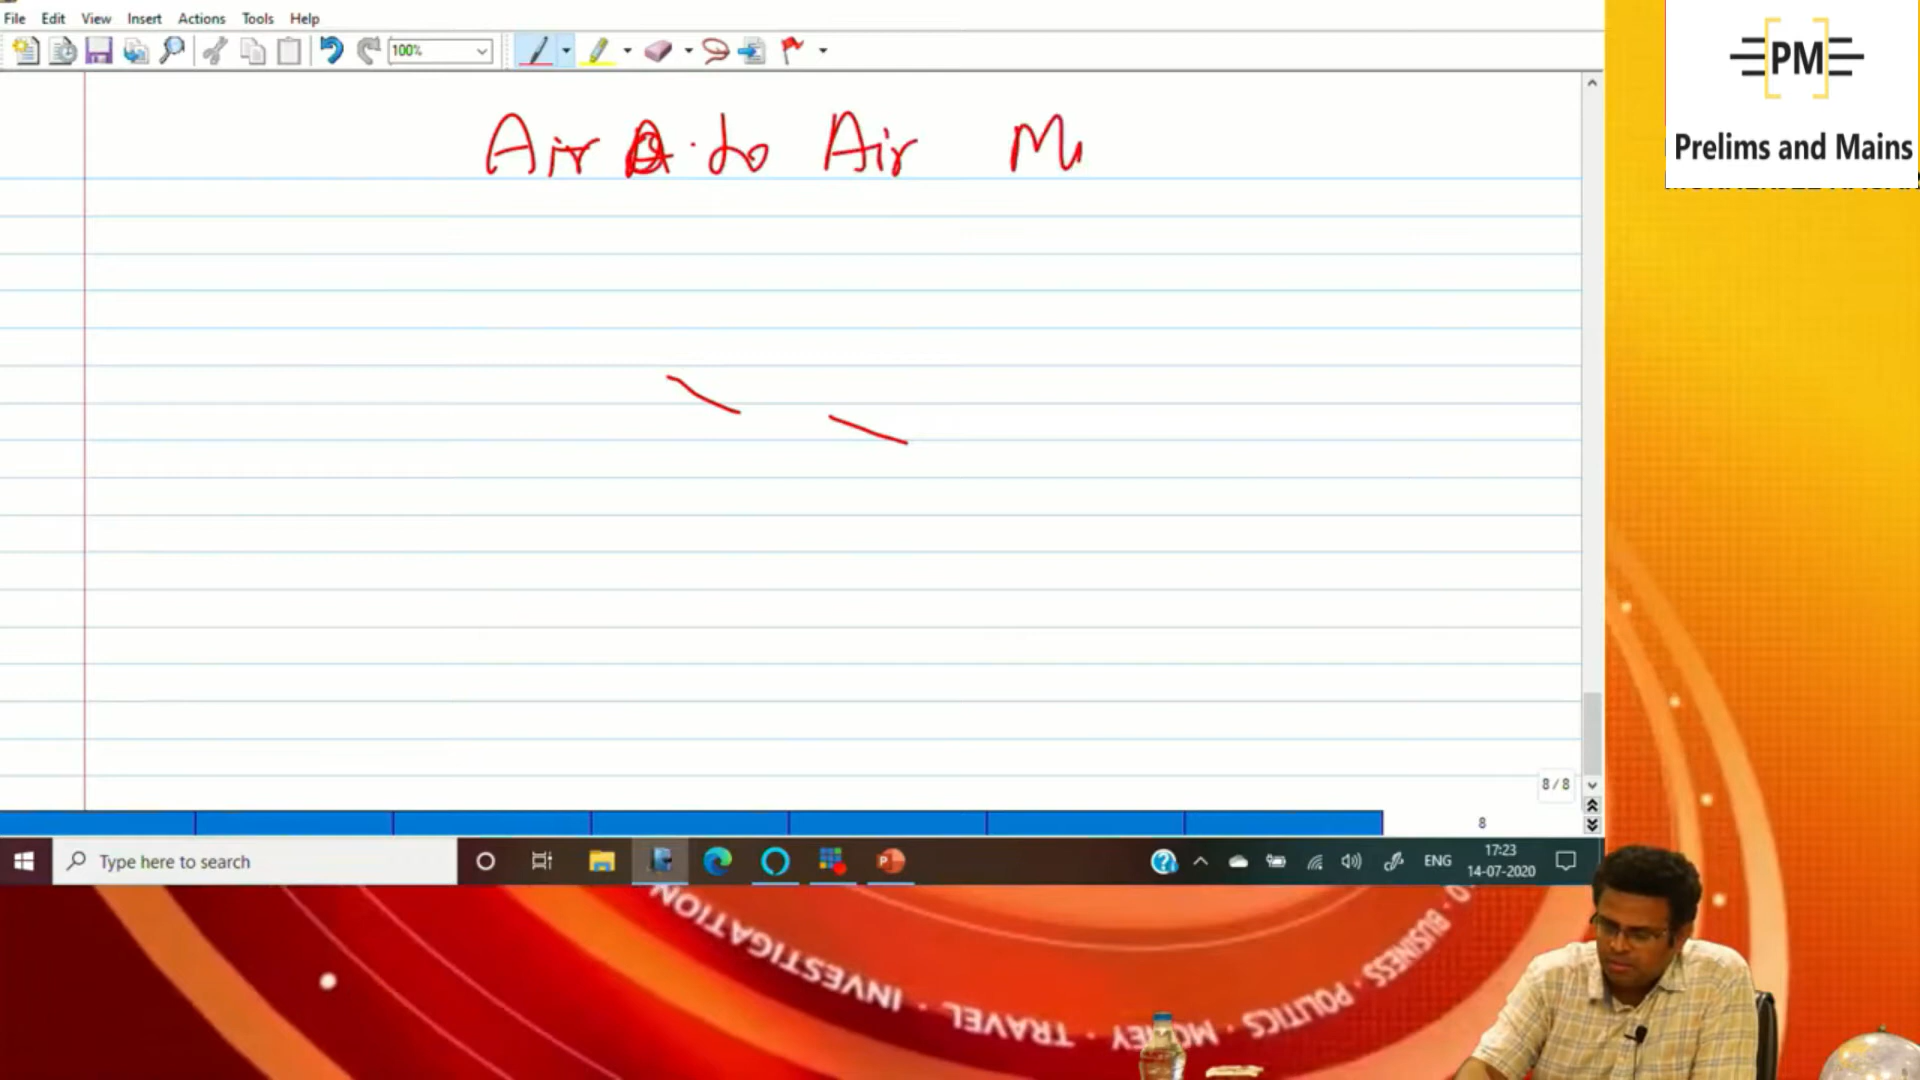 File Edit View Insert Actions Tools Help
PM
100%
Prelims and Mains
Air to Air M
8/8
8
Type here to search
ENG
17:23
14-07-2020
INVESTIGATION · TRAVEL · MONEY · POLITICS · BUSINESS ·